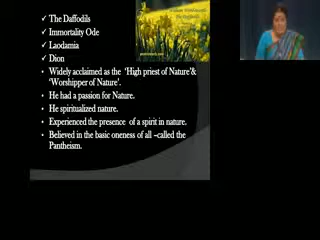 The Daffodils
Immortality Ode
Laodamia
Dion
Widely acclaimed as the 'High priest of Nature'&
'Worshipper of Nature'.
He had a passion for Nature.
He spiritualized nature.
Experienced the presence of a spirit in nature.
Believed in the basic oneness of all –called the
Pantheism.